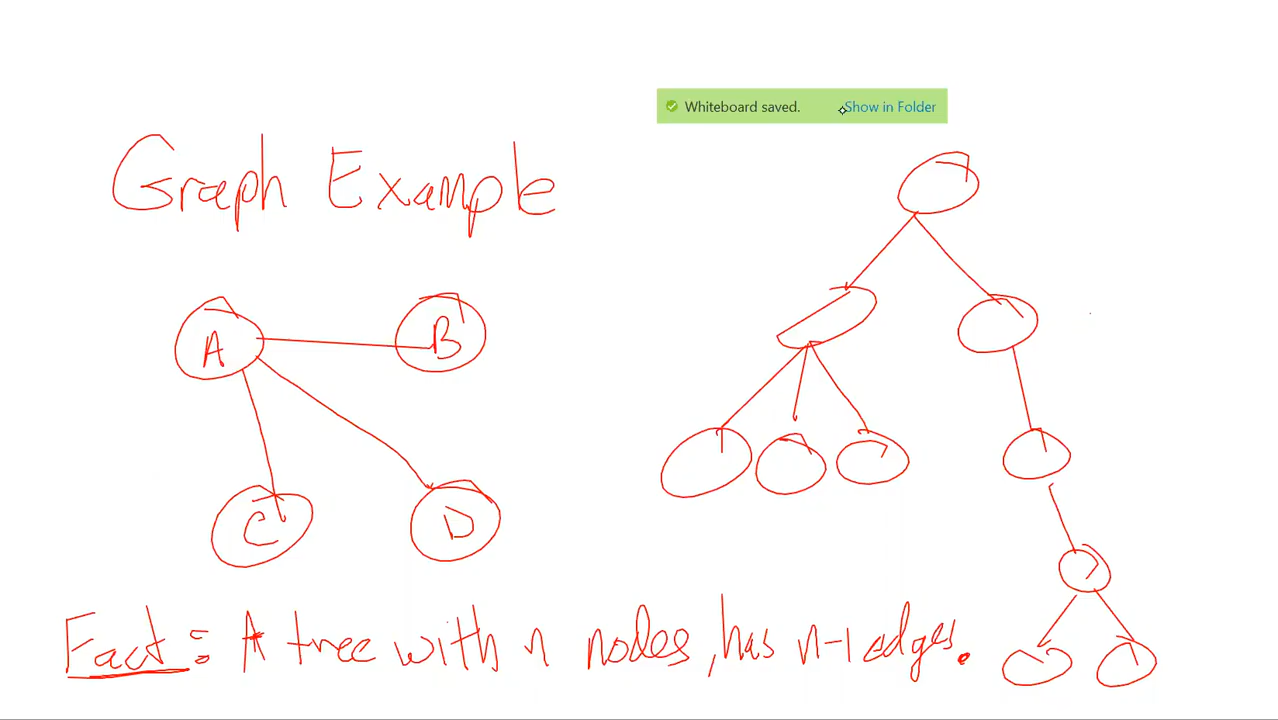 Whiteboard saved. Show in Folder
Graph Example
A
B
C
D
Fact: A tree with n nodes, has n-1 edges.